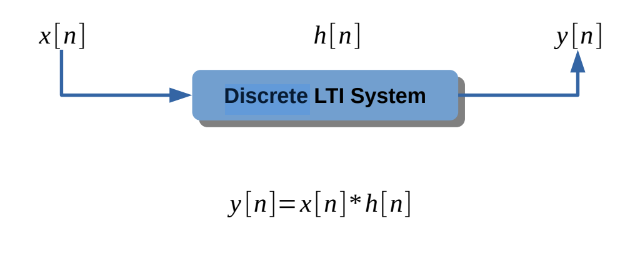 x[n] h[n] y[n]
Discrete LTI System
y[n]=x[n]*h[n]